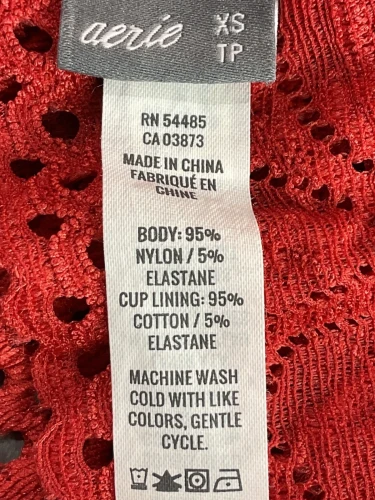 aerie XS
TP
RN 54485
CA 03873
MADE IN CHINA
FABRIQUÉ EN
CHINE
BODY: 95%
NYLON / 5%
ELASTANE
CUP LINING: 95%
COTTON / 5%
ELASTANE
MACHINE WASH
COLD WITH LIKE
COLORS, GENTLE
CYCLE.